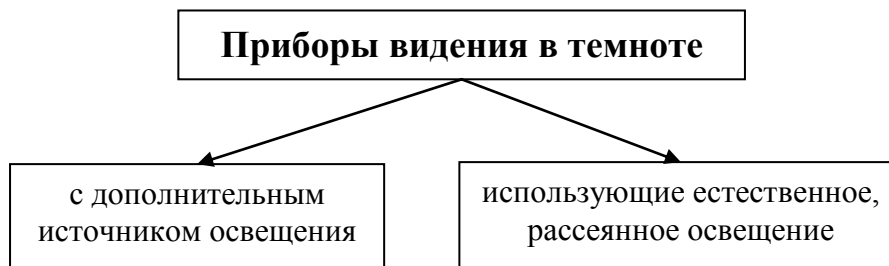 Приборы видения в темноте
с дополнительным
источником освещения
использующие естественное,
рассеянное освещение